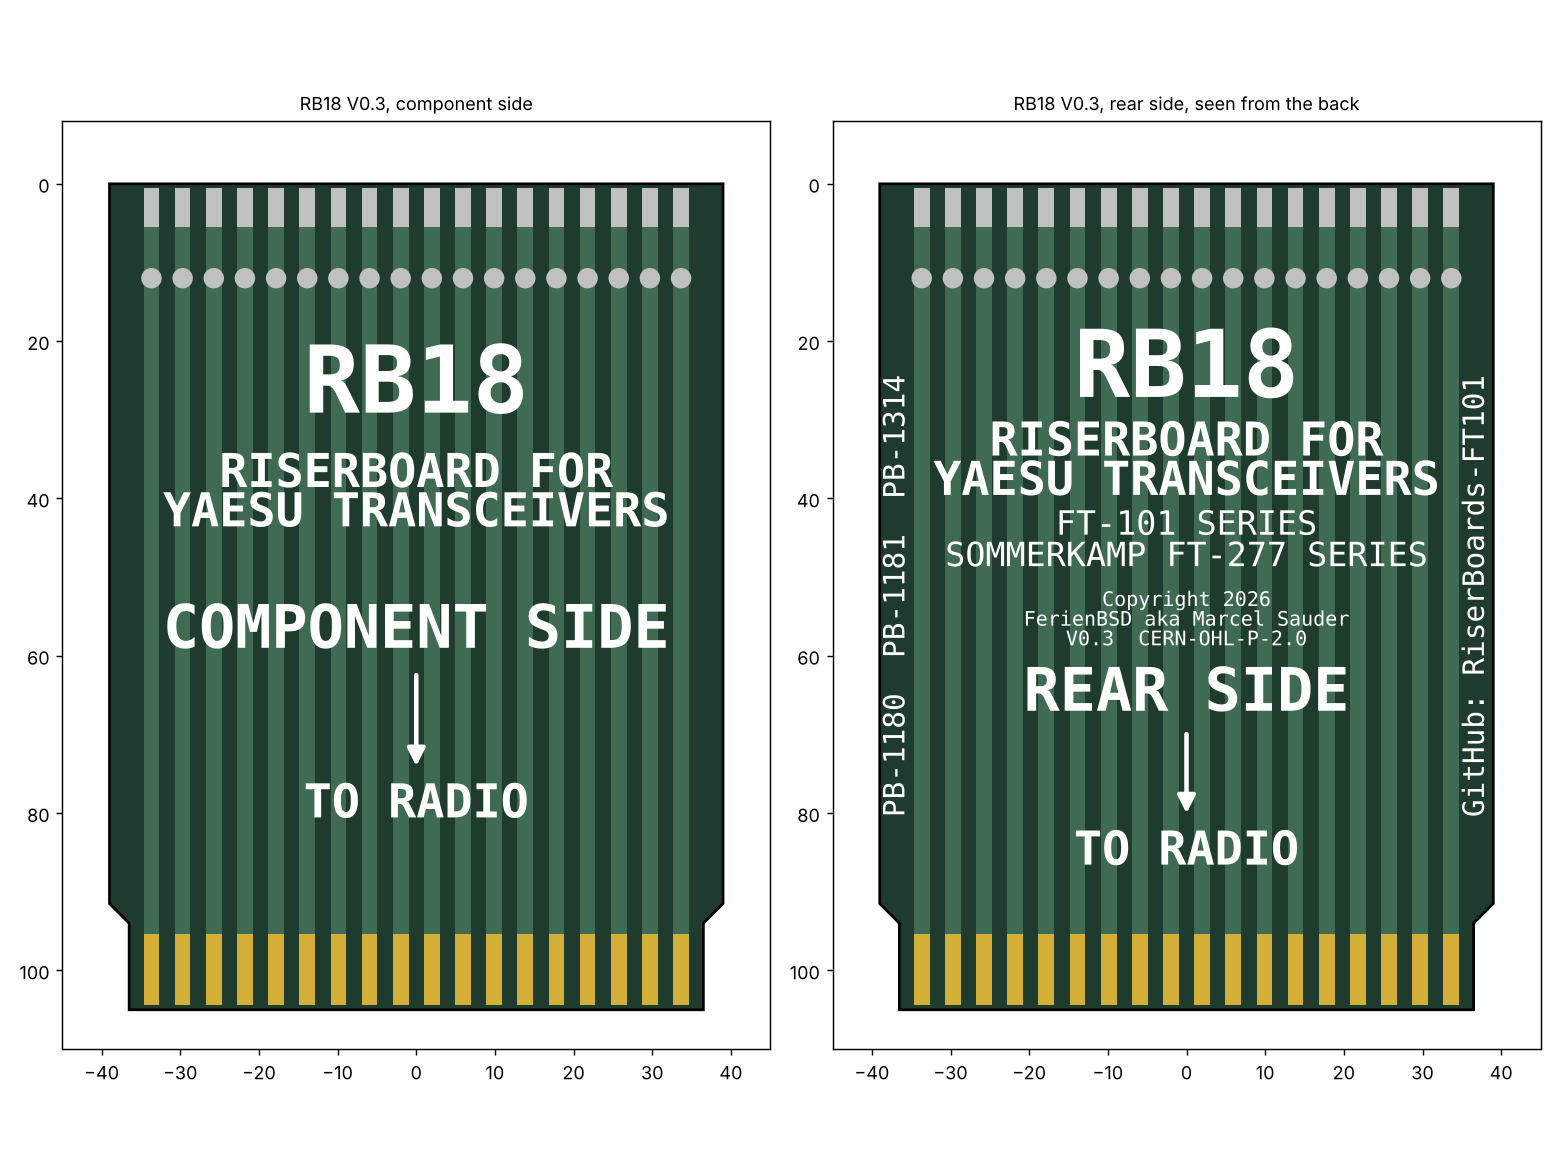 RB18 V0.3, component side
0
20
40
60
80
100
RB18
RISERBOARD FOR
YAESU TRANSCEIVERS
COMPONENT SIDE
TO RADIO
−40 −30 −20 −10 0 10 20 30 40
RB18 V0.3, rear side, seen from the back
0
20
40
60
80
100
PB-1180 PB-1181 PB-1314
RB18
RISERBOARD FOR
YAESU TRANSCEIVERS
FT-101 SERIES
SOMMERKAMP FT-277 SERIES
Copyright 2026
FerienBSD aka Marcel Sauder
V0.3 CERN-OHL-P-2.0
REAR SIDE
TO RADIO
GitHub: RiserBoards-FT101
−40 −30 −20 −10 0 10 20 30 40